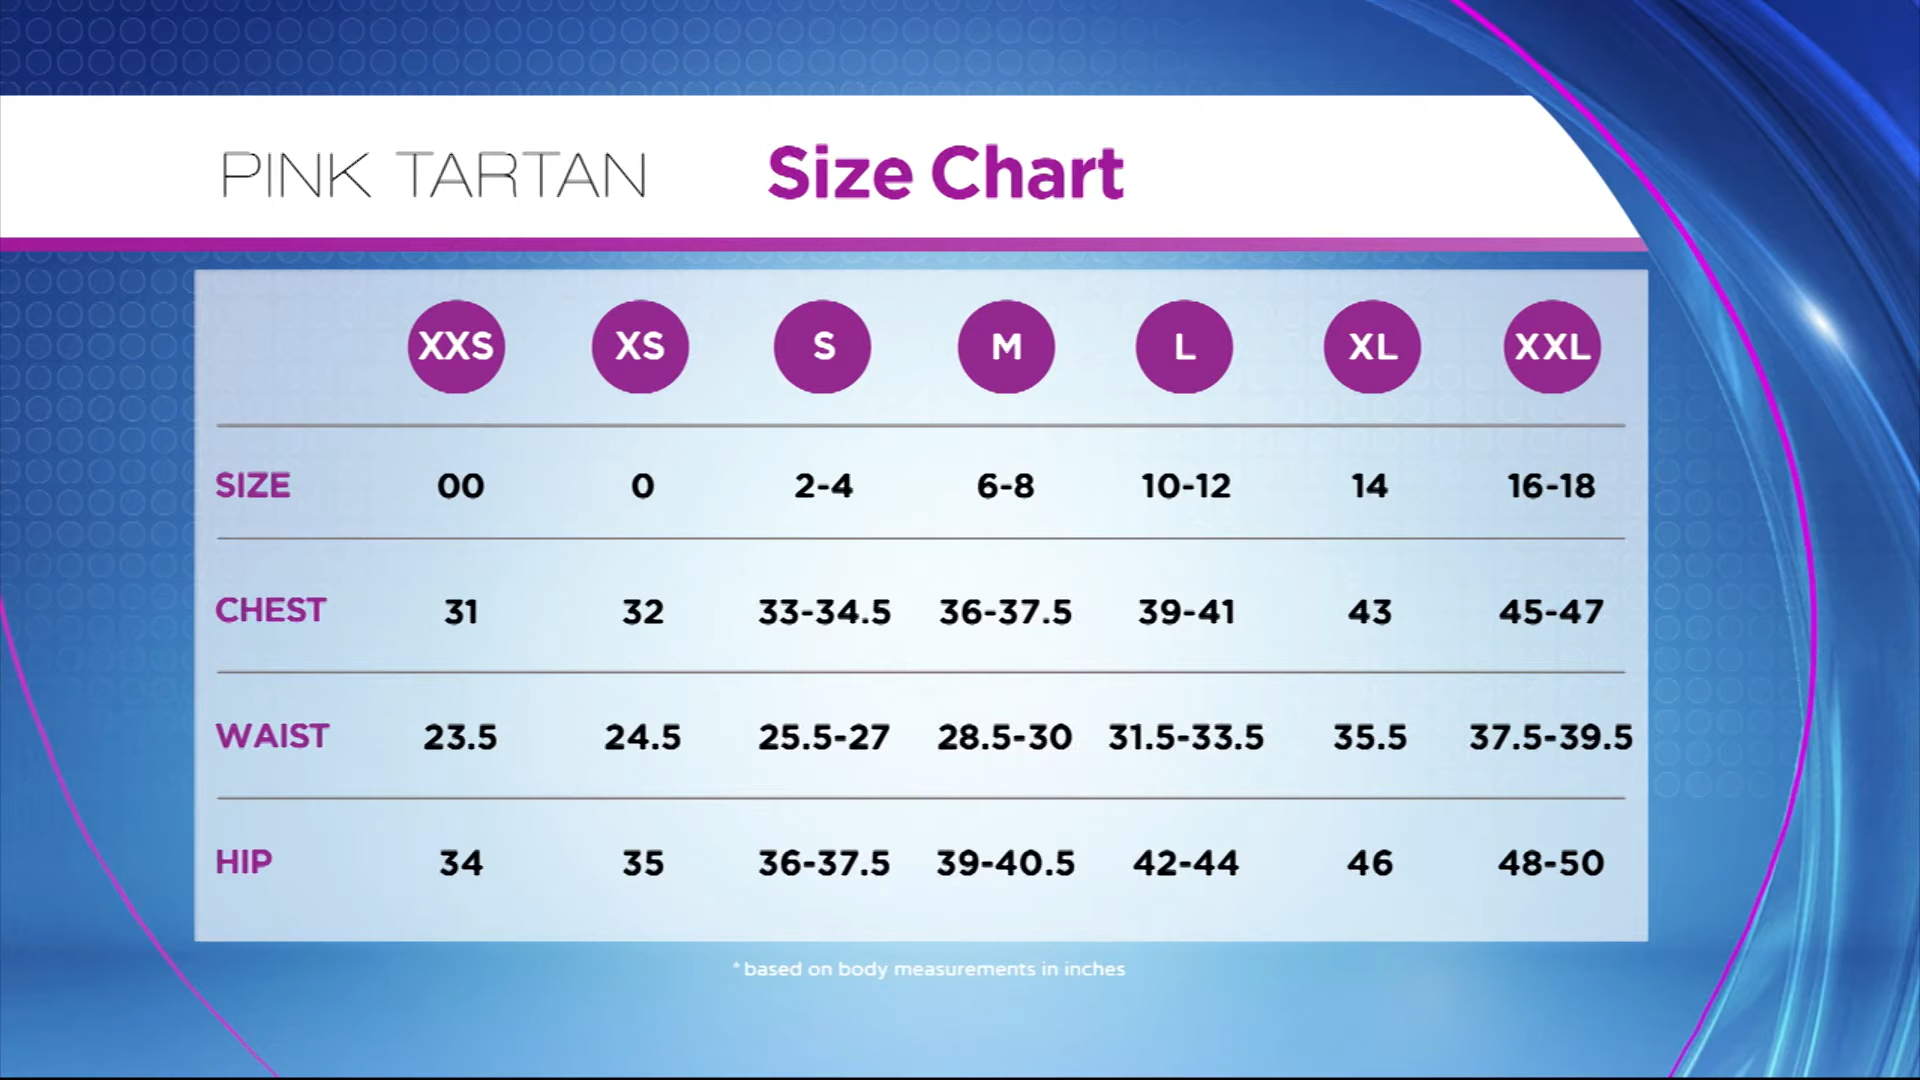 PINK TARTAN Size Chart
XXS XS S M L XL XXL
SIZE 00 0 2-4 6-8 10-12 14 16-18
CHEST 31 32 33-34.5 36-37.5 39-41 43 45-47
WAIST 23.5 24.5 25.5-27 28.5-30 31.5-33.5 35.5 37.5-39.5
HIP 34 35 36-37.5 39-40.5 42-44 46 48-50
*based on body measurements in inches